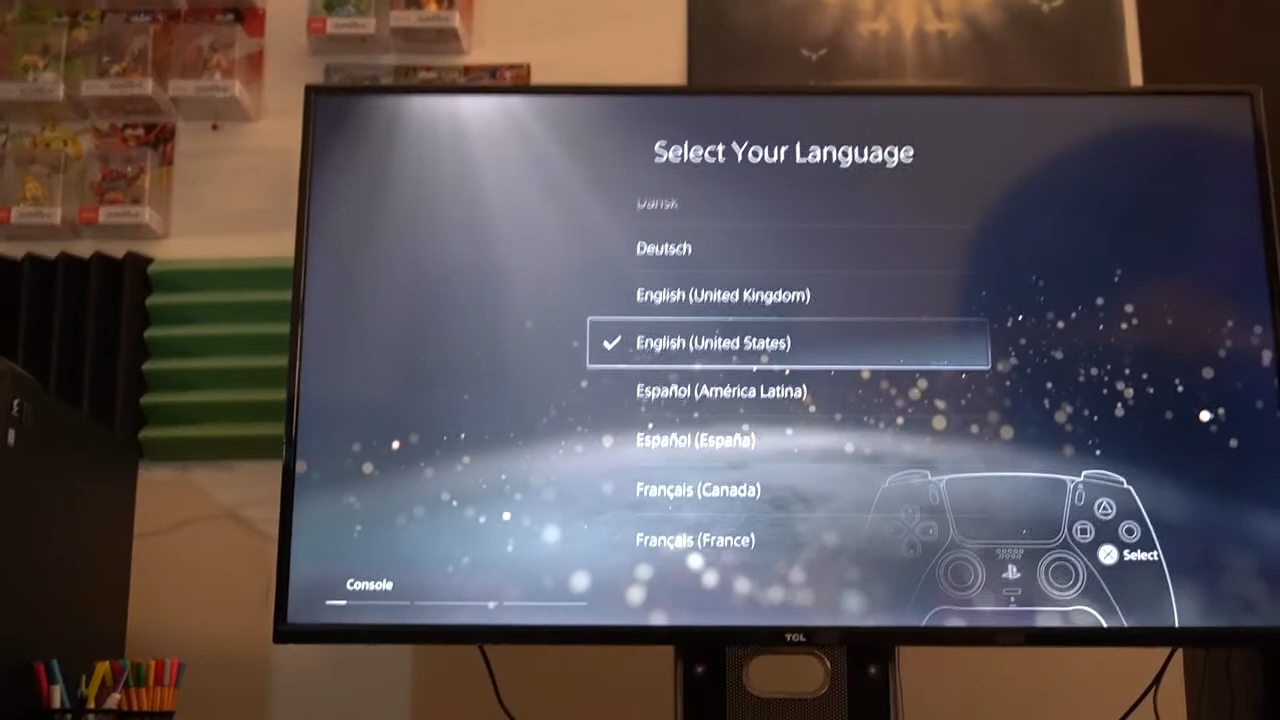 Select Your Language
Dansk
Deutsch
English (United Kingdom)
English (United States)
Español (América Latina)
Español (España)
Français (Canada)
Français (France)
Select
Console
TCL